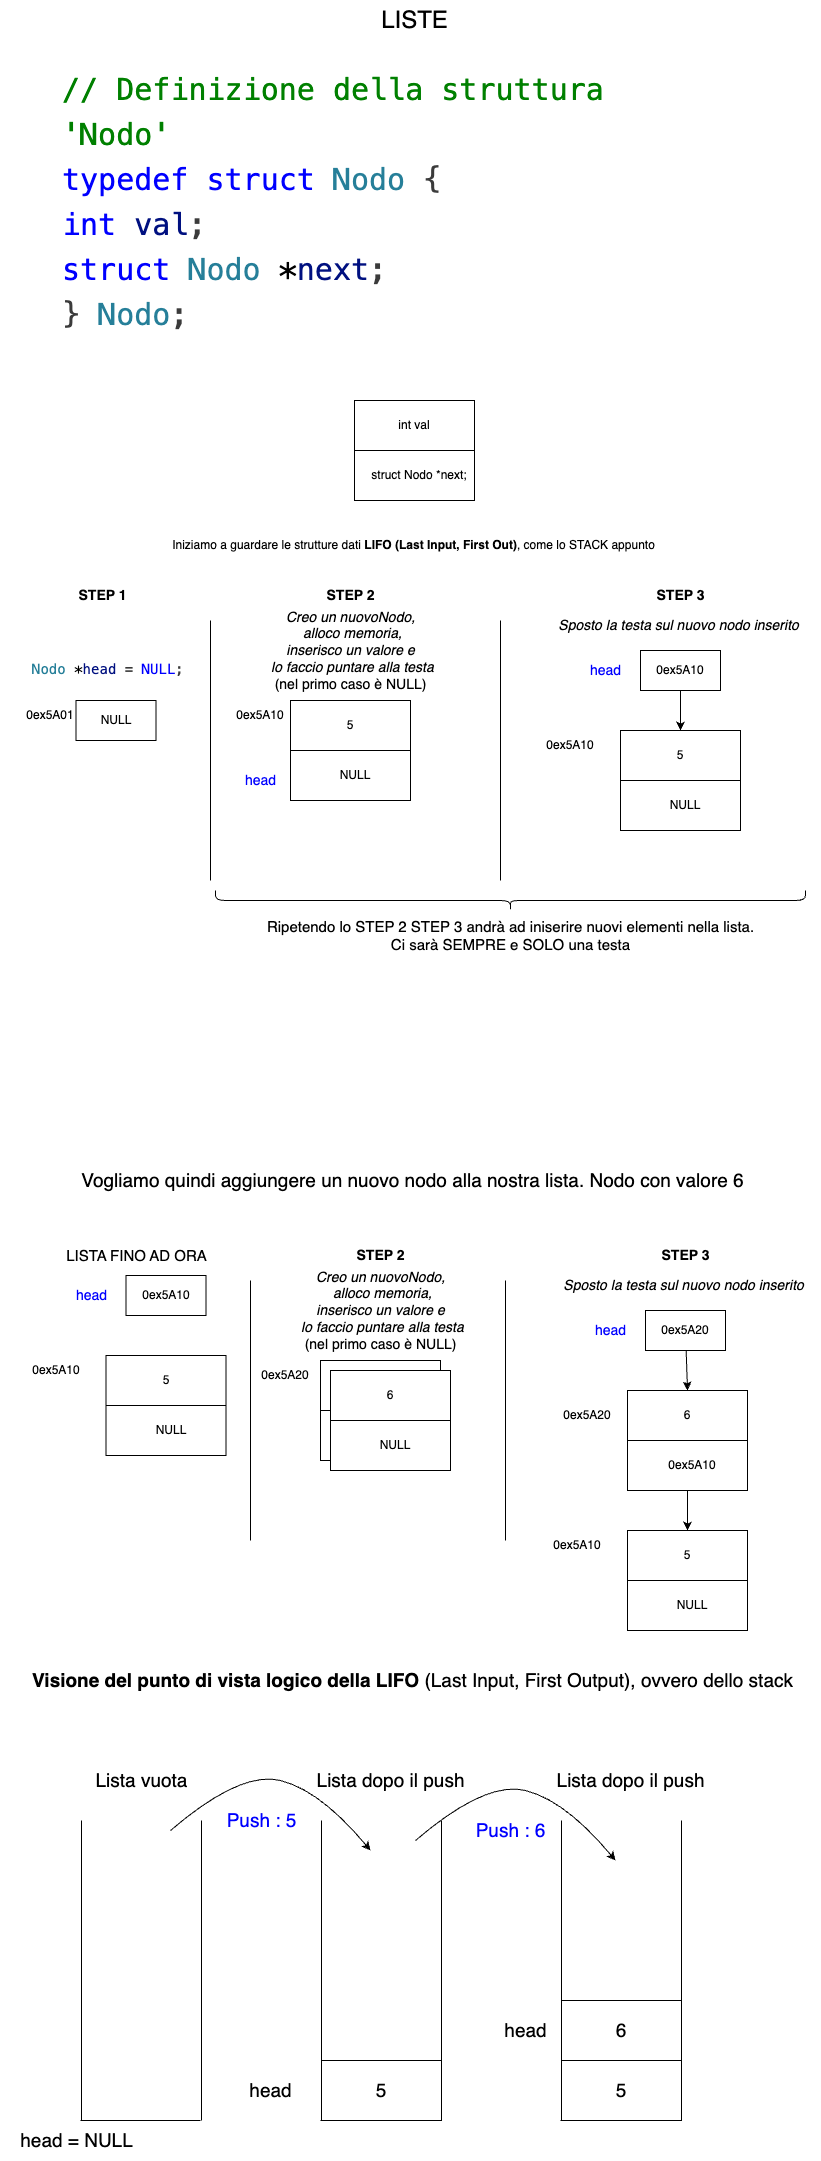 LISTE
// Definizione della struttura
'Nodo'
typedef struct Nodo {
int val;
struct Nodo *next;
} Nodo;
int val
struct Nodo *next;
Iniziamo a guardare le strutture dati LIFO (Last Input, First Out), come lo STACK appunto
STEP 1
Nodo *head = NULL;
0ex5A01
NULL
STEP 2
Creo un nuovoNodo,
alloco memoria,
inserisco un valore e
lo faccio puntare alla testa
(nel primo caso è NULL)
0ex5A10
5
head
NULL
STEP 3
Sposto la testa sul nuovo nodo inserito
head
0ex5A10
0ex5A10
5
NULL
Ripetendo lo STEP 2 STEP 3 andrà ad iniserire nuovi elementi nella lista.
Ci sarà SEMPRE e SOLO una testa
Vogliamo quindi aggiungere un nuovo nodo alla nostra lista. Nodo con valore 6
LISTA FINO AD ORA
head
0ex5A10
0ex5A10
5
NULL
STEP 2
Creo un nuovoNodo,
alloco memoria,
inserisco un valore e
lo faccio puntare alla testa
(nel primo caso è NULL)
0ex5A20
6
NULL
STEP 3
Sposto la testa sul nuovo nodo inserito
head
0ex5A20
0ex5A20
6
0ex5A10
0ex5A10
5
NULL
Visione del punto di vista logico della LIFO (Last Input, First Output), ovvero dello stack
Lista vuota
Lista dopo il push
Lista dopo il push
Push : 5
Push : 6
head
6
head
5
5
head = NULL